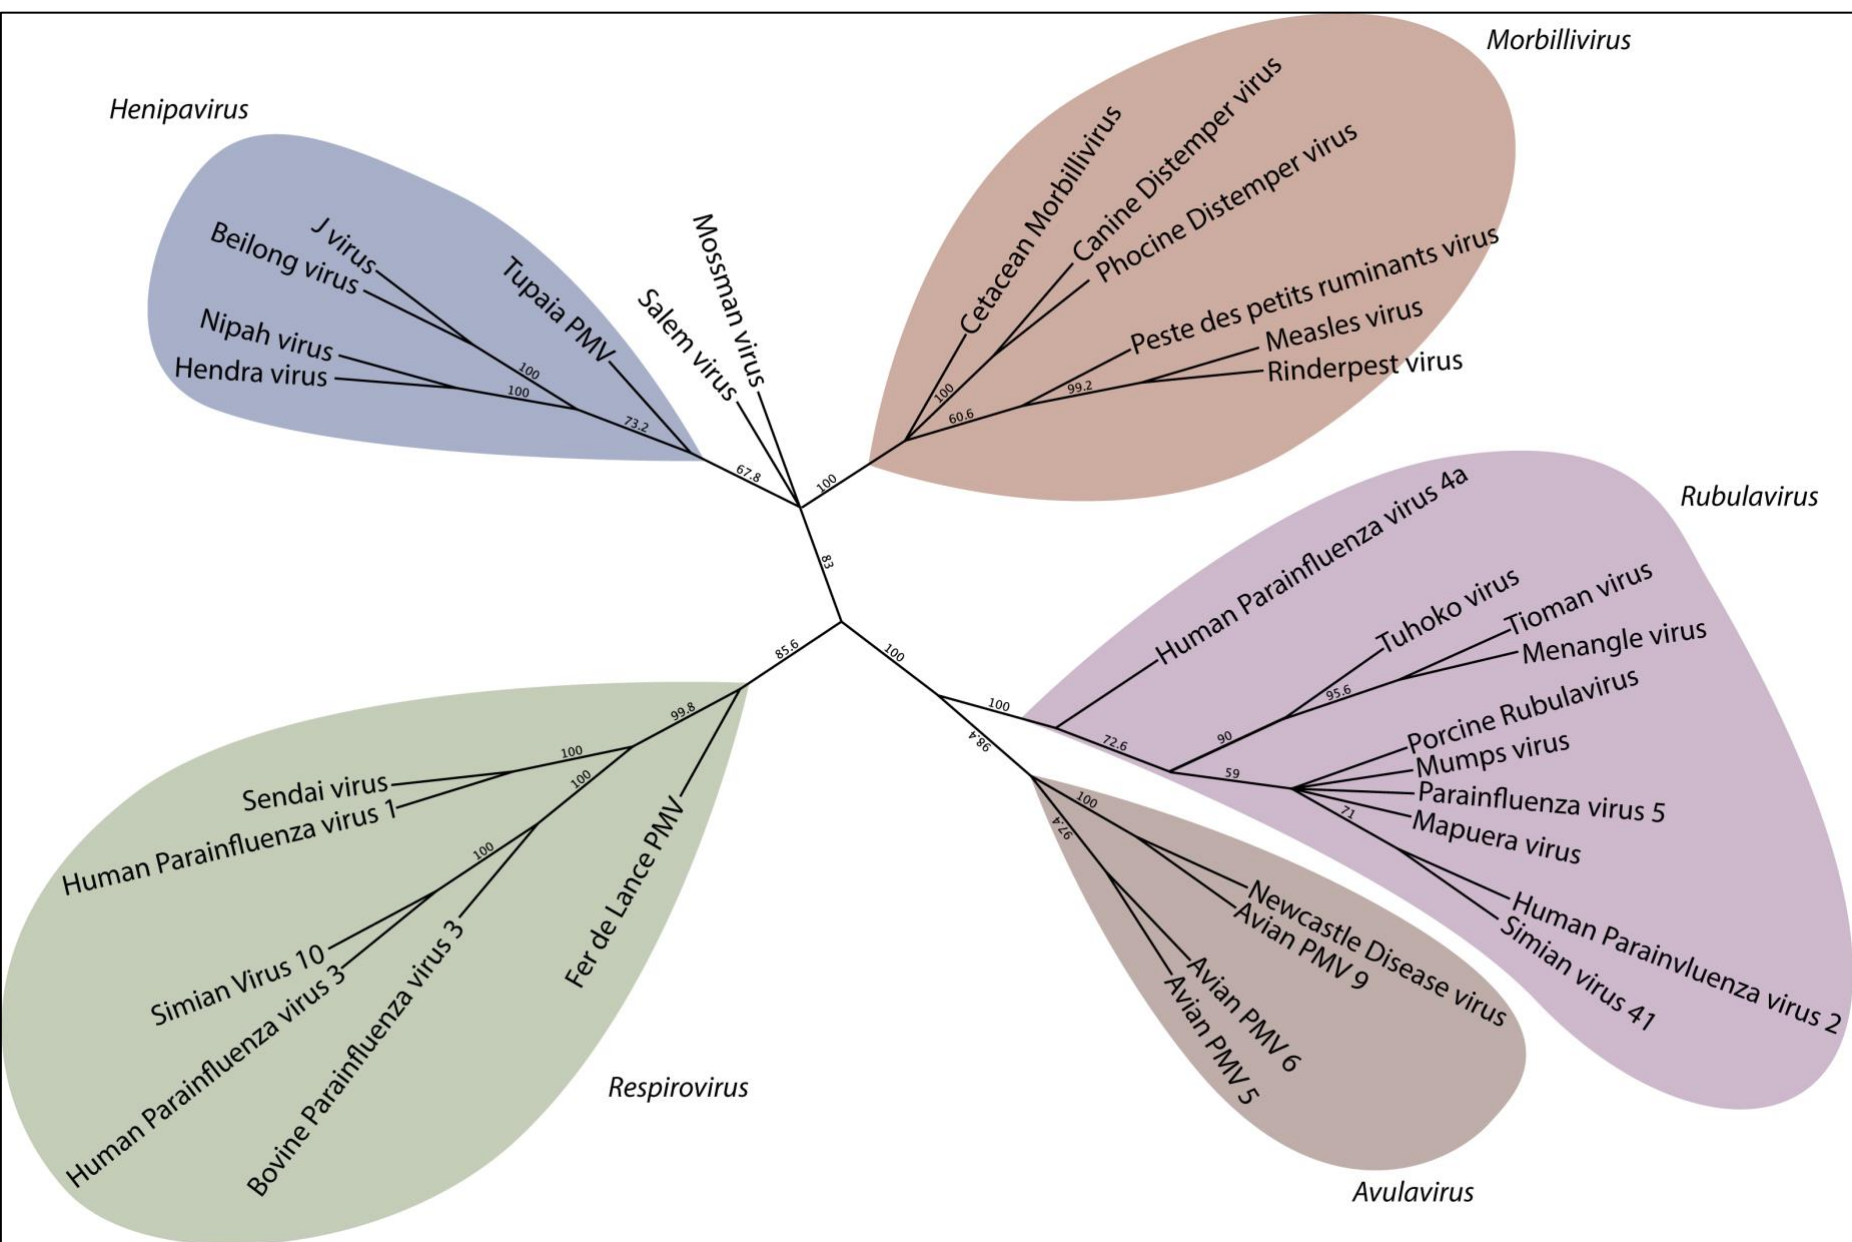 Henipavirus
J virus
Beilong virus
Nipah virus
Hendra virus
Tupaia PMV
100
100
73.2
67.8
Salem virus
Mossman virus
Morbillivirus
Cetacean Morbillivirus
Canine Distemper virus
Phocine Distemper virus
Peste des petits ruminants virus
Measles virus
Rinderpest virus
100
60.6
99.2
100
83
Rubulavirus
Human Parainfluenza virus 4a
Tuhoko virus
Tioman virus
Menangle virus
Porcine Rubulavirus
Mumps virus
Parainfluenza virus 5
Mapuera virus
Human Parainvluenza virus 2
Simian virus 41
100
100
72.6
90
95.6
59
71
98.4
Avulavirus
100
97.4
Newcastle Disease virus
Avian PMV 9
Avian PMV 6
Avian PMV 5
Respirovirus
85.6
99.8
100
100
100
Sendai virus
Human Parainfluenza virus 1
Simian Virus 10
Human Parainfluenza virus 3
Bovine Parainfluenza virus 3
Fer de Lance PMV